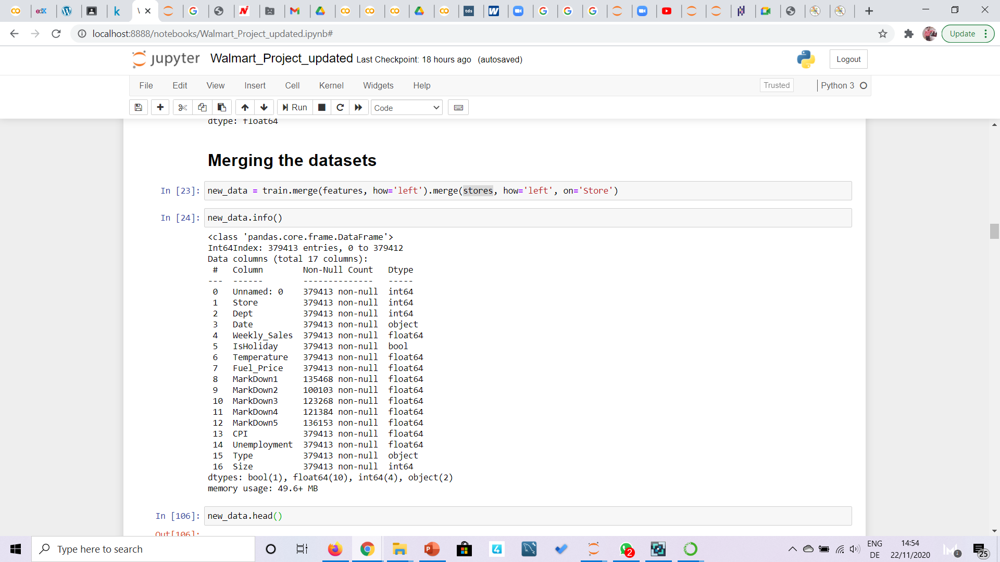 \
localhost:8888/notebooks/Walmart_Project_updated.ipynb#
Update
jupyter Walmart_Project_updated Last Checkpoint: 18 hours ago (autosaved)
Logout
File Edit View Insert Cell Kernel Widgets Help
Trusted
Python 3
Run
Code
dtype: float64
Merging the datasets
In [23]: new_data = train.merge(features, how='left').merge(stores, how='left', on='Store')
In [24]: new_data.info()
<class 'pandas.core.frame.DataFrame'>
Int64Index: 379413 entries, 0 to 379412
Data columns (total 17 columns):
# Column Non-Null Count Dtype
--- ------ -------------- -----
0 Unnamed: 0 379413 non-null int64
1 Store 379413 non-null int64
2 Dept 379413 non-null int64
3 Date 379413 non-null object
4 Weekly_Sales 379413 non-null float64
5 IsHoliday 379413 non-null bool
6 Temperature 379413 non-null float64
7 Fuel_Price 379413 non-null float64
8 MarkDown1 135468 non-null float64
9 MarkDown2 100103 non-null float64
10 MarkDown3 123268 non-null float64
11 MarkDown4 121384 non-null float64
12 MarkDown5 136153 non-null float64
13 CPI 379413 non-null float64
14 Unemployment 379413 non-null float64
15 Type 379413 non-null object
16 Size 379413 non-null int64
dtypes: bool(1), float64(10), int64(4), object(2)
memory usage: 49.6+ MB
In [106]: new_data.head()
Out[106]:
Type here to search
ENG
DE
14:54
22/11/2020
2
3
25